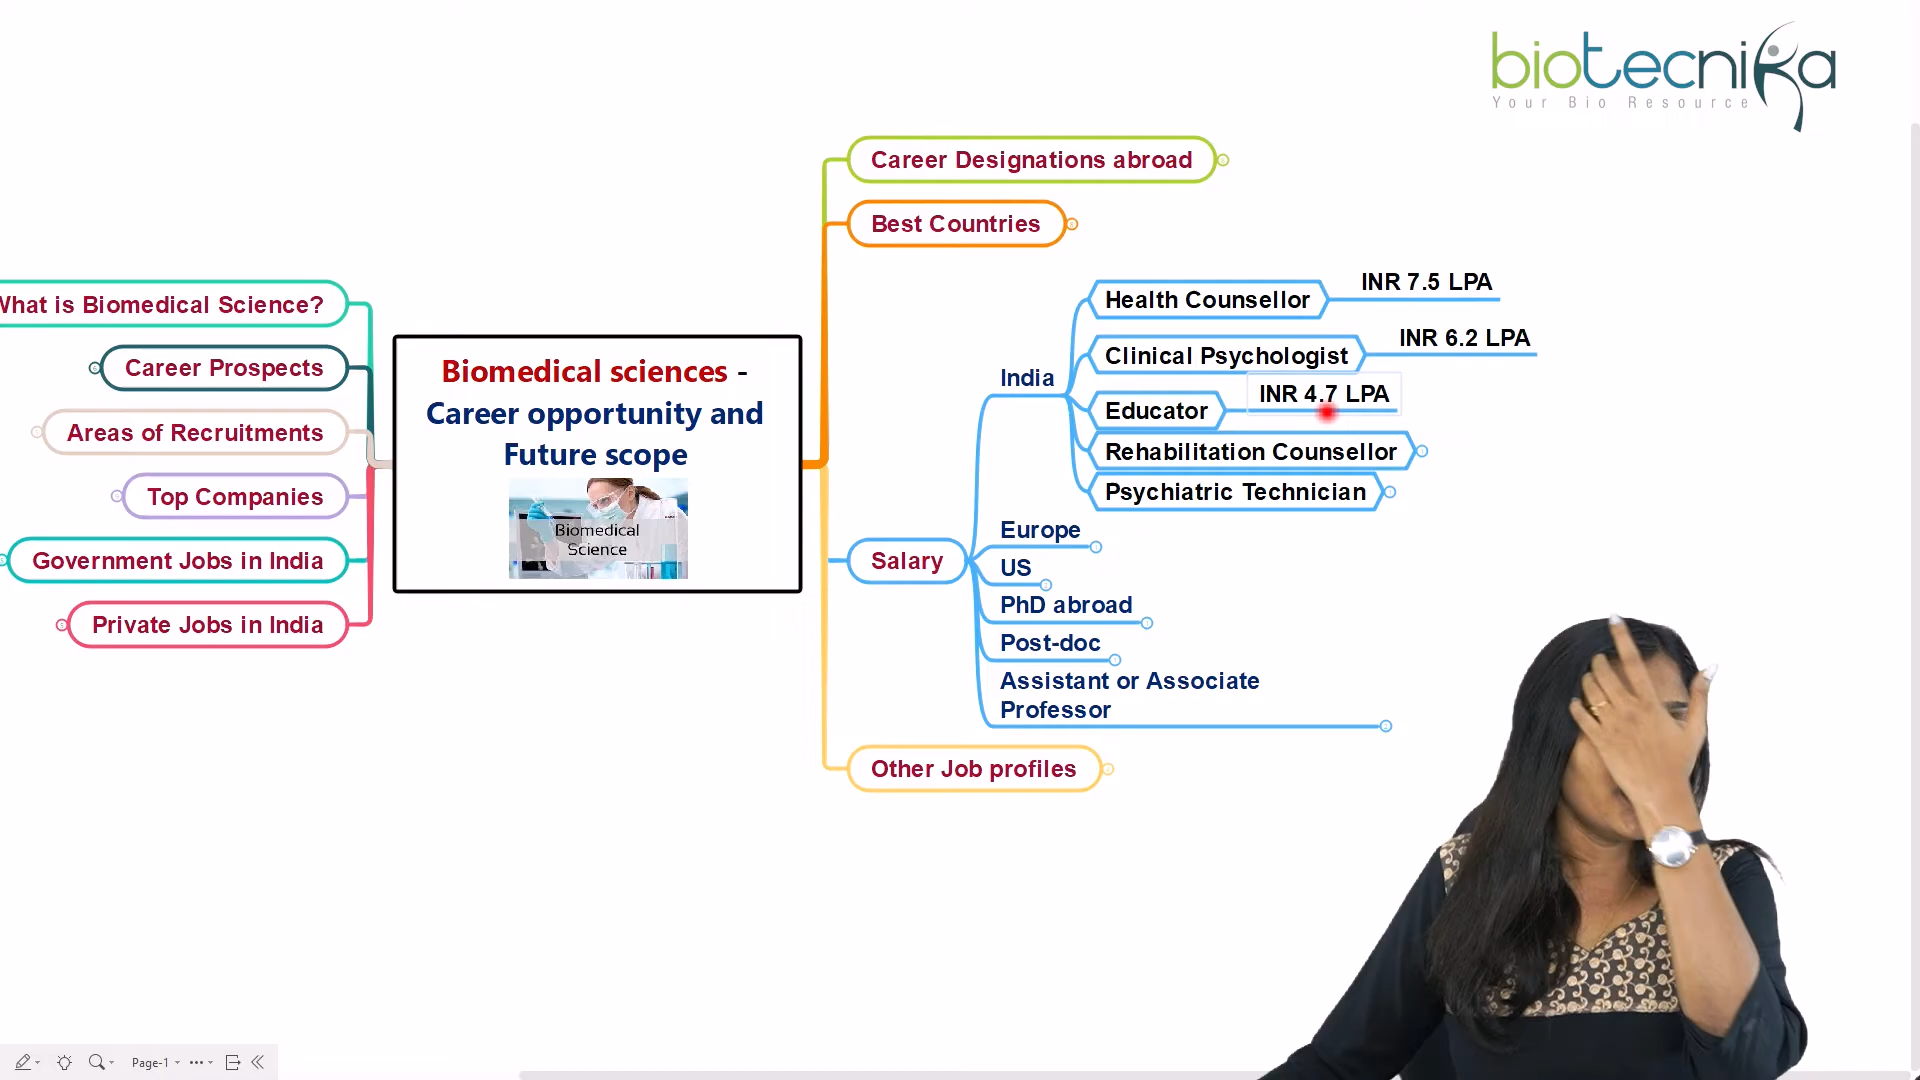 biotecnika
Your Bio Resource
Career Designations abroad
Best Countries
What is Biomedical Science?
Career Prospects
Areas of Recruitments
Top Companies
Government Jobs in India
Private Jobs in India
Biomedical sciences -
Career opportunity and
Future scope
Biomedical
Science
Salary
India
Health Counsellor
INR 7.5 LPA
Clinical Psychologist
INR 6.2 LPA
Educator
INR 4.7 LPA
Rehabilitation Counsellor
Psychiatric Technician
Europe
US
PhD abroad
Post-doc
Assistant or Associate
Professor
Other Job profiles
Page-1